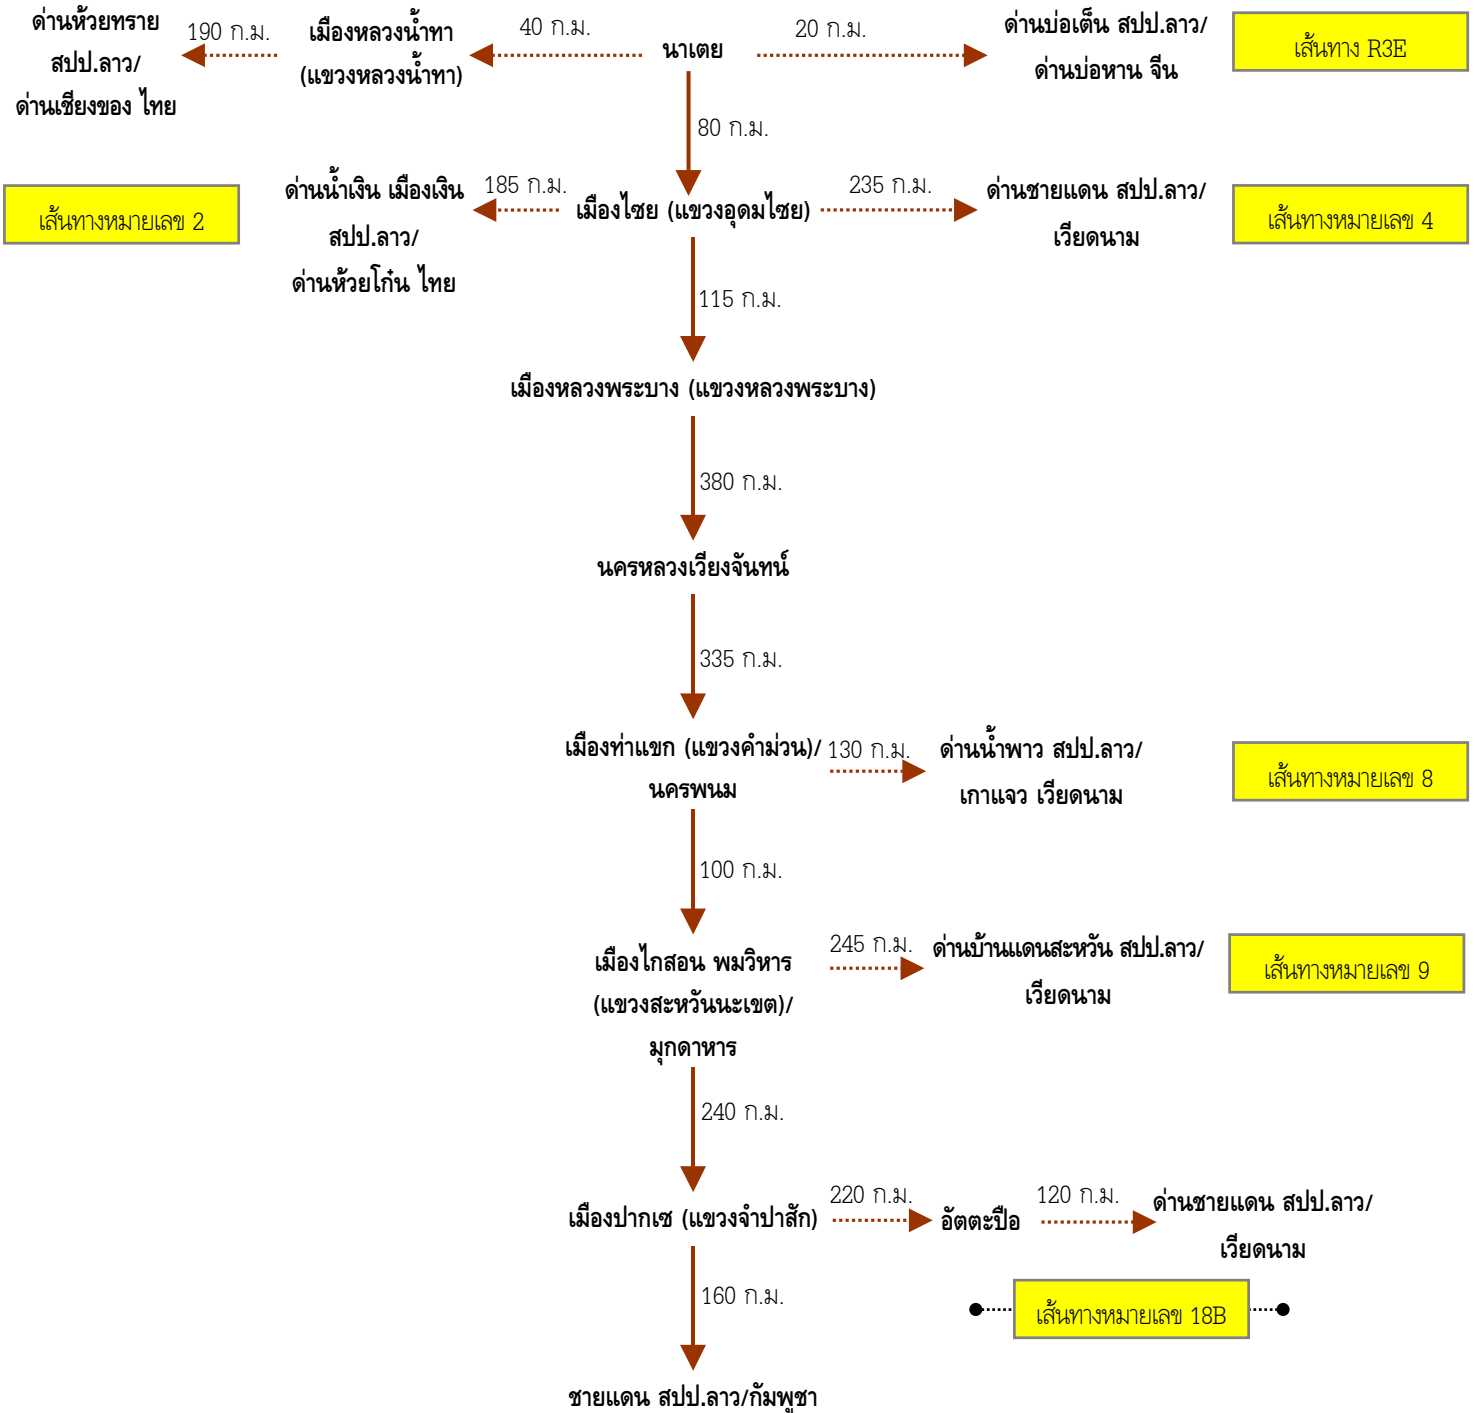 ด่านห้วยทราย
สปป.ลาว/
ด่านเชียงของ ไทย
190 ก.ม.
เมืองหลวงน้ำทา
(แขวงหลวงน้ำทา)
40 ก.ม.
นาเตย
20 ก.ม.
ด่านบ่อเต็น สปป.ลาว/
ด่านบ่อหาน จีน
เส้นทาง R3E
80 ก.ม.
เส้นทางหมายเลข 2
ด่านน้ำเงิน เมืองเงิน
สปป.ลาว/
ด่านห้วยโก๋น ไทย
185 ก.ม.
เมืองไซย (แขวงอุดมไซย)
235 ก.ม.
ด่านชายแดน สปป.ลาว/
เวียดนาม
เส้นทางหมายเลข 4
115 ก.ม.
เมืองหลวงพระบาง (แขวงหลวงพระบาง)
380 ก.ม.
นครหลวงเวียงจันทน์
335 ก.ม.
เมืองท่าแขก (แขวงคำม่วน)/
นครพนม
130 ก.ม.
ด่านน้ำพาว สปป.ลาว/
เกาแจว เวียดนาม
เส้นทางหมายเลข 8
100 ก.ม.
เมืองไกสอน พมวิหาร
(แขวงสะหวันนะเขต)/
มุกดาหาร
245 ก.ม.
ด่านบ้านแดนสะหวัน สปป.ลาว/
เวียดนาม
เส้นทางหมายเลข 9
240 ก.ม.
เมืองปากเซ (แขวงจำปาสัก)
220 ก.ม.
อัตตะปือ
120 ก.ม.
ด่านชายแดน สปป.ลาว/
เวียดนาม
เส้นทางหมายเลข 18B
160 ก.ม.
ชายแดน สปป.ลาว/กัมพูชา